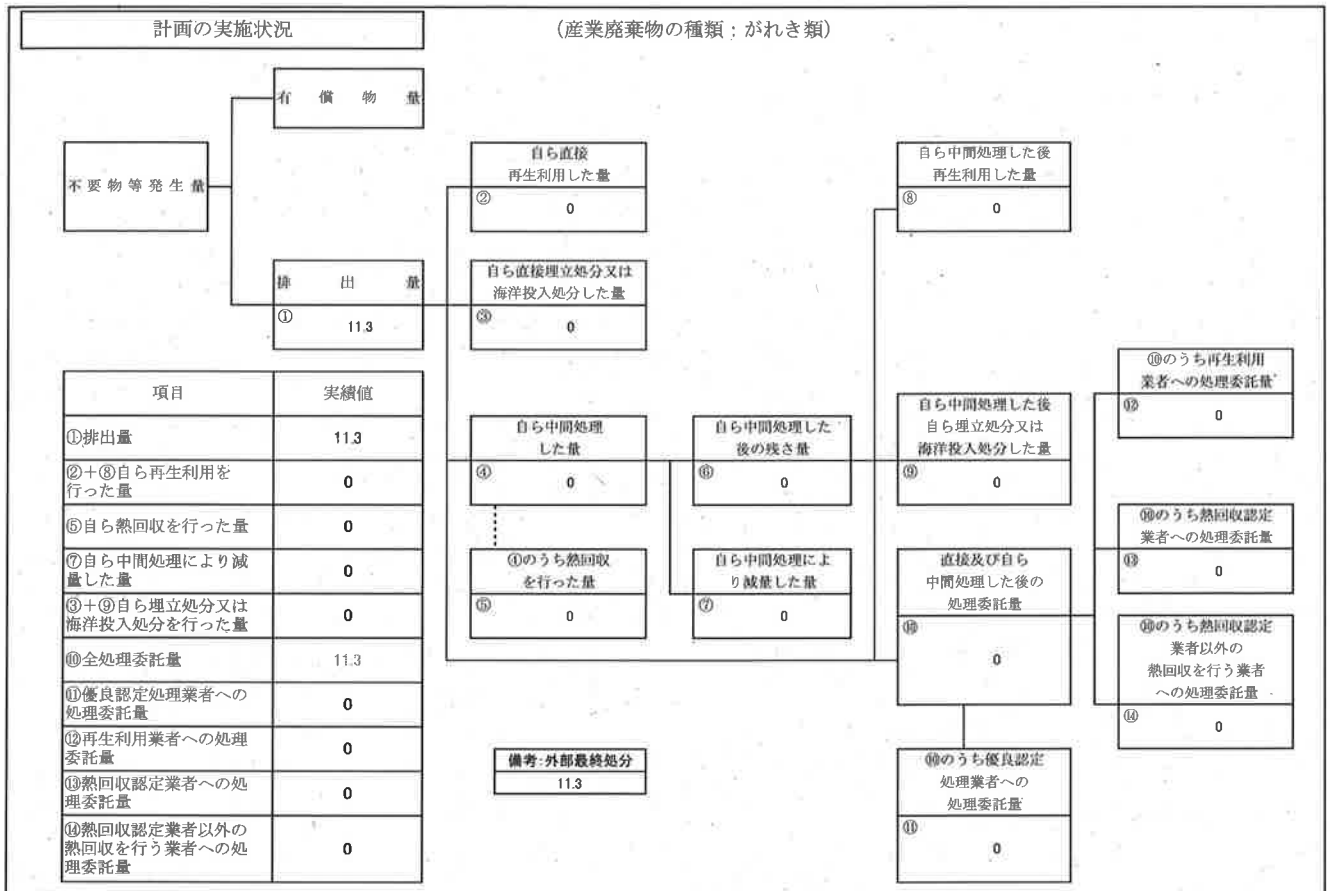 計画の実施状況
(産業廃棄物の種類:がれき類)
有償物量
不要物等発生量
排出量
① 11.3
自ら直接
再生利用した量
② 0
自ら直接埋立処分又は
海洋投入処分した量
③ 0
自ら中間処理した後
再生利用した量
⑧ 0
項目 実績値
①排出量 11.3
②+⑧自ら再生利用を
行った量
0
⑤自ら熱回収を行った量 0
⑦自ら中間処理により減
量した量
0
③+⑨自ら埋立処分又は
海洋投入処分を行った量
0
⑩全処理委託量 11.3
⑪優良認定処理業者への
処理委託量
0
⑫再生利用業者への処理
委託量
0
⑬熱回収認定業者への処
理委託量
0
⑭熱回収認定業者以外の
熱回収を行う業者への処
理委託量
0
自ら中間処理
した量
④ 0
④のうち熱回収
を行った量
⑤ 0
自ら中間処理した
後の残さ量
⑥ 0
自ら中間処理によ
り減量した量
⑦ 0
自ら中間処理した後
自ら埋立処分又は
海洋投入処分した量
⑨ 0
直接及び自ら
中間処理した後の
処理委託量
⑩
0
⑩のうち優良認定
処理業者への
処理委託量
⑪
0
⑩のうち再生利用
業者への処理委託量
⑫ 0
⑩のうち熱回収認定
業者への処理委託量
⑬ 0
⑩のうち熱回収認定
業者以外の
熱回収を行う業者
への処理委託量
⑭ 0
備考:外部最終処分
11.3